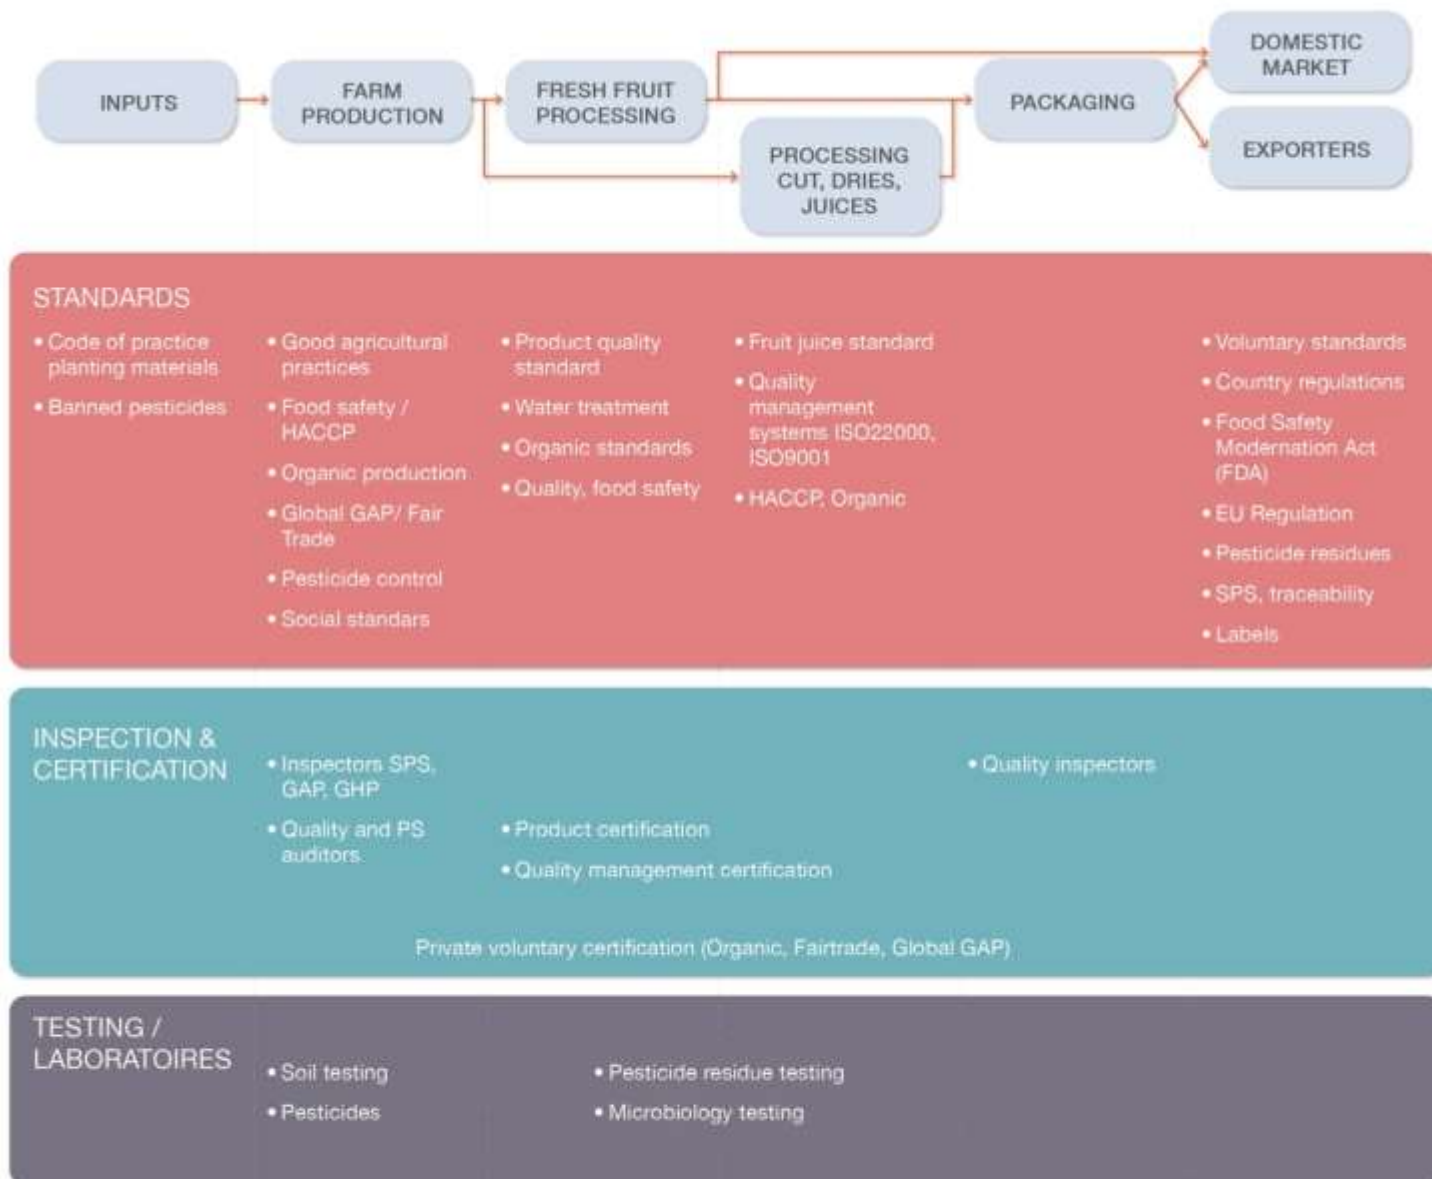 INPUTS
FARM
PRODUCTION
FRESH FRUIT
PROCESSING
PROCESSING
CUT, DRIES,
JUICES
PACKAGING
DOMESTIC
MARKET
EXPORTERS
STANDARDS
• Code of practice
planting materials
• Banned pesticides
• Good agricultural
practices
• Food safety /
HACCP
• Organic production
• Global GAP/ Fair
Trade
• Pesticide control
• Social standars
• Product quality
standard
• Water treatment
• Organic standards
• Quality, food safety
• Fruit juice standard
• Quality
management
systems ISO22000,
ISO9001
• HACCP, Organic
• Voluntary standards
• Country regulations
• Food Safety
Modernation Act
(FDA)
• EU Regulation
• Pesticide residues
• SPS, traceability
• Labels
INSPECTION &
CERTIFICATION
• Inspectors SPS,
GAP, GHP
• Quality and PS
auditors
• Product certification
• Quality management certification
• Quality inspectors
Private voluntary certification (Organic, Fairtrade, Global GAP)
TESTING /
LABORATOIRES
• Soil testing
• Pesticides
• Pesticide residue testing
• Microbiology testing